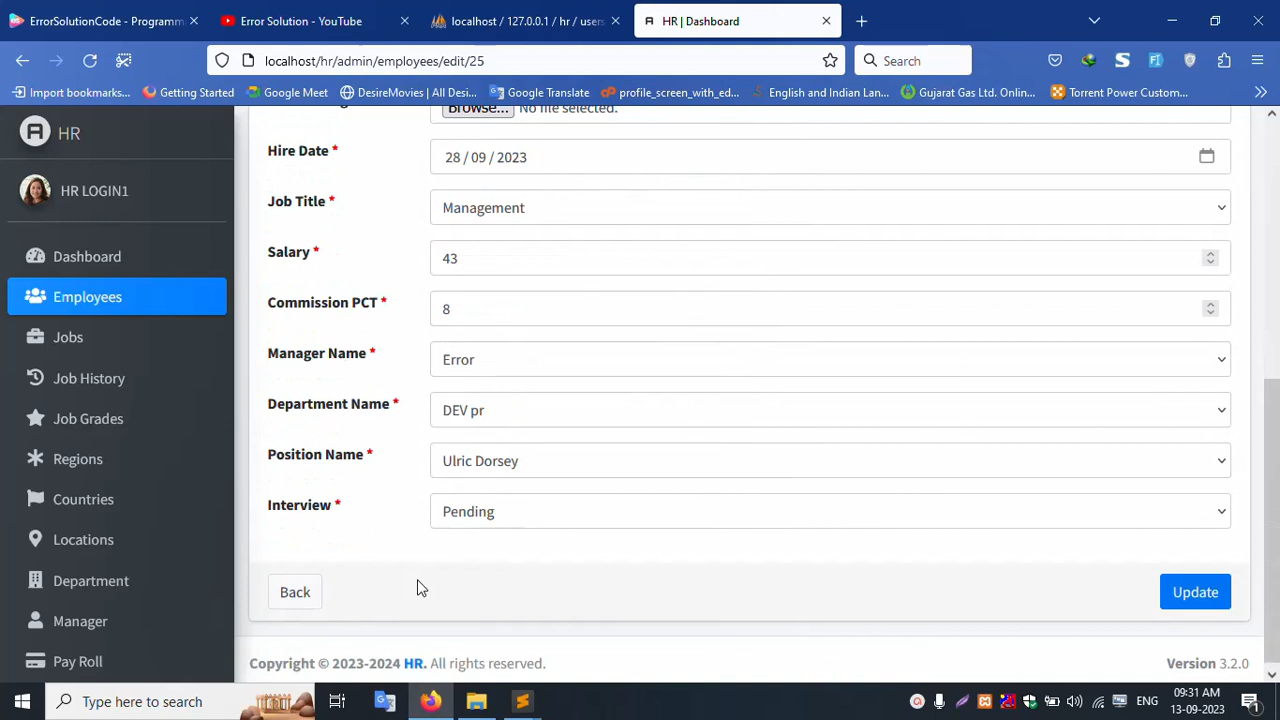 ErrorSolutionCode - Programm
Error Solution - YouTube
localhost / 127.0.0.1 / hr / users
HR | Dashboard
localhost/hr/admin/employees/edit/25
Search
Import bookmarks...
Getting Started
Google Meet
DesireMovies | All Desi...
Google Translate
profile_screen_with_ed...
English and Indian Lan...
Gujarat Gas Ltd. Onlin...
Torrent Power Custom...
HR
HR LOGIN1
Dashboard
Employees
Jobs
Job History
Job Grades
Regions
Countries
Locations
Department
Manager
Pay Roll
Browse... No file selected.
Hire Date *
28 / 09 / 2023
Job Title *
Management
Salary *
43
Commission PCT *
8
Manager Name *
Error
Department Name *
DEV pr
Position Name *
Ulric Dorsey
Interview *
Pending
Back
Update
Copyright © 2023-2024 HR. All rights reserved.
Version 3.2.0
Type here to search
ENG
09:31 AM
13-09-2023
1